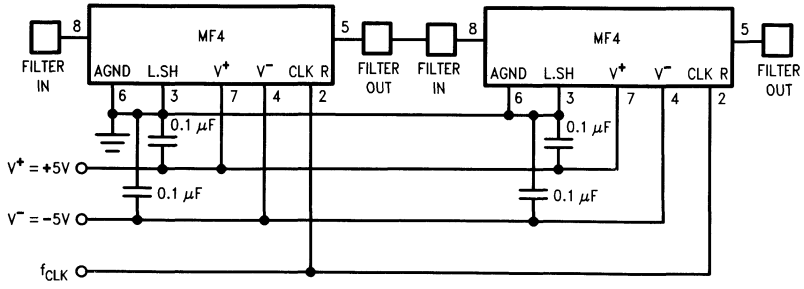 MF4
MF4
8
5
8
5
FILTER
IN
AGND L.SH V+ V− CLK R
FILTER
OUT
FILTER
IN
AGND L.SH V+ V− CLK R
FILTER
OUT
6 3 7 4 2
6 3 7 4 2
0.1 μF
0.1 μF
V+ = +5V
0.1 μF
0.1 μF
V− = −5V
fCLK